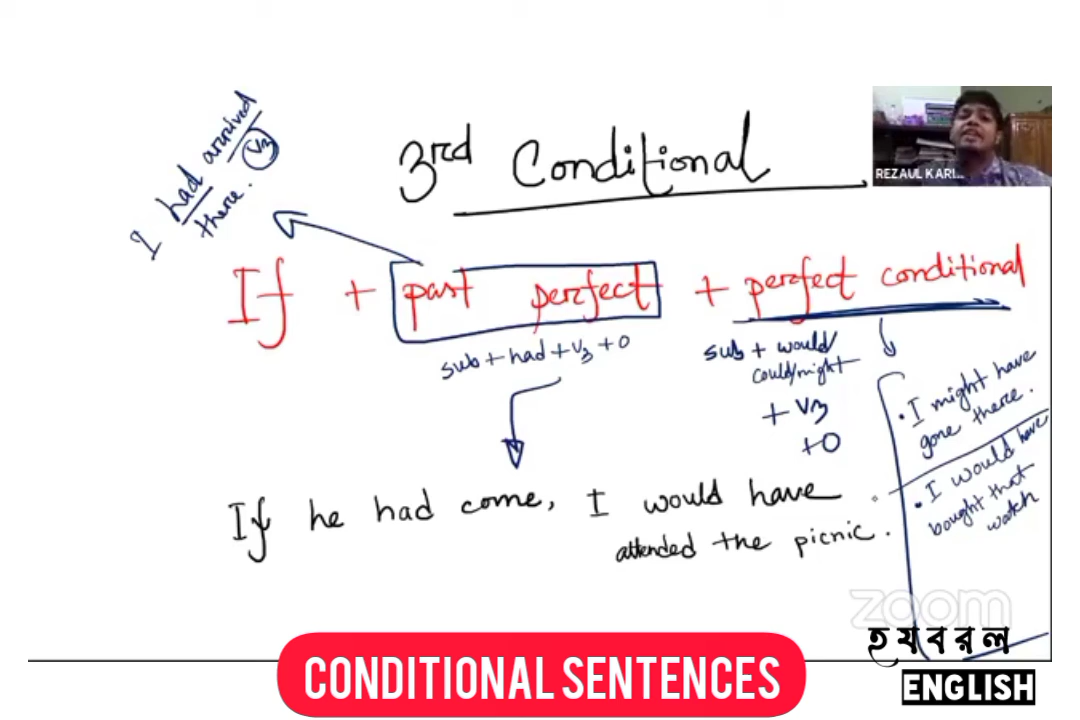 3rd Conditional
REZAUL KARI...
I had arrived
there. V3
If + past perfect + perfect conditional
sub + had + V3 + O
sub + would/
could/might
+ V3
+ O
• I might have
gone there.
• I would have
bought that
watch
If he had come, I would have
attended the picnic.
zoom
হযবরল
ENGLISH
CONDITIONAL SENTENCES